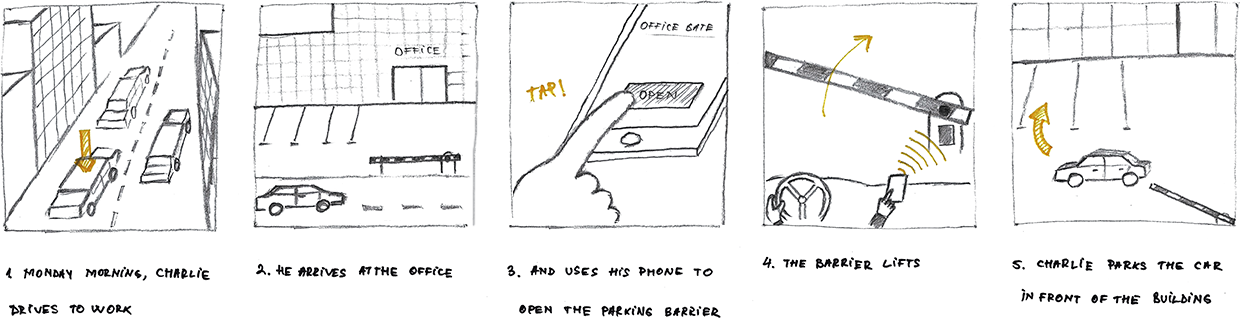 OFFICE
TAP!
OFFICE GATE
OPEN
1 MONDAY MORNING, CHARLIE
DRIVES TO WORK
2. HE ARRIVES AT THE OFFICE
3. AND USES HIS PHONE TO
OPEN THE PARKING BARRIER
4. THE BARRIER LIFTS
5. CHARLIE PARKS THE CAR
IN FRONT OF THE BUILDING